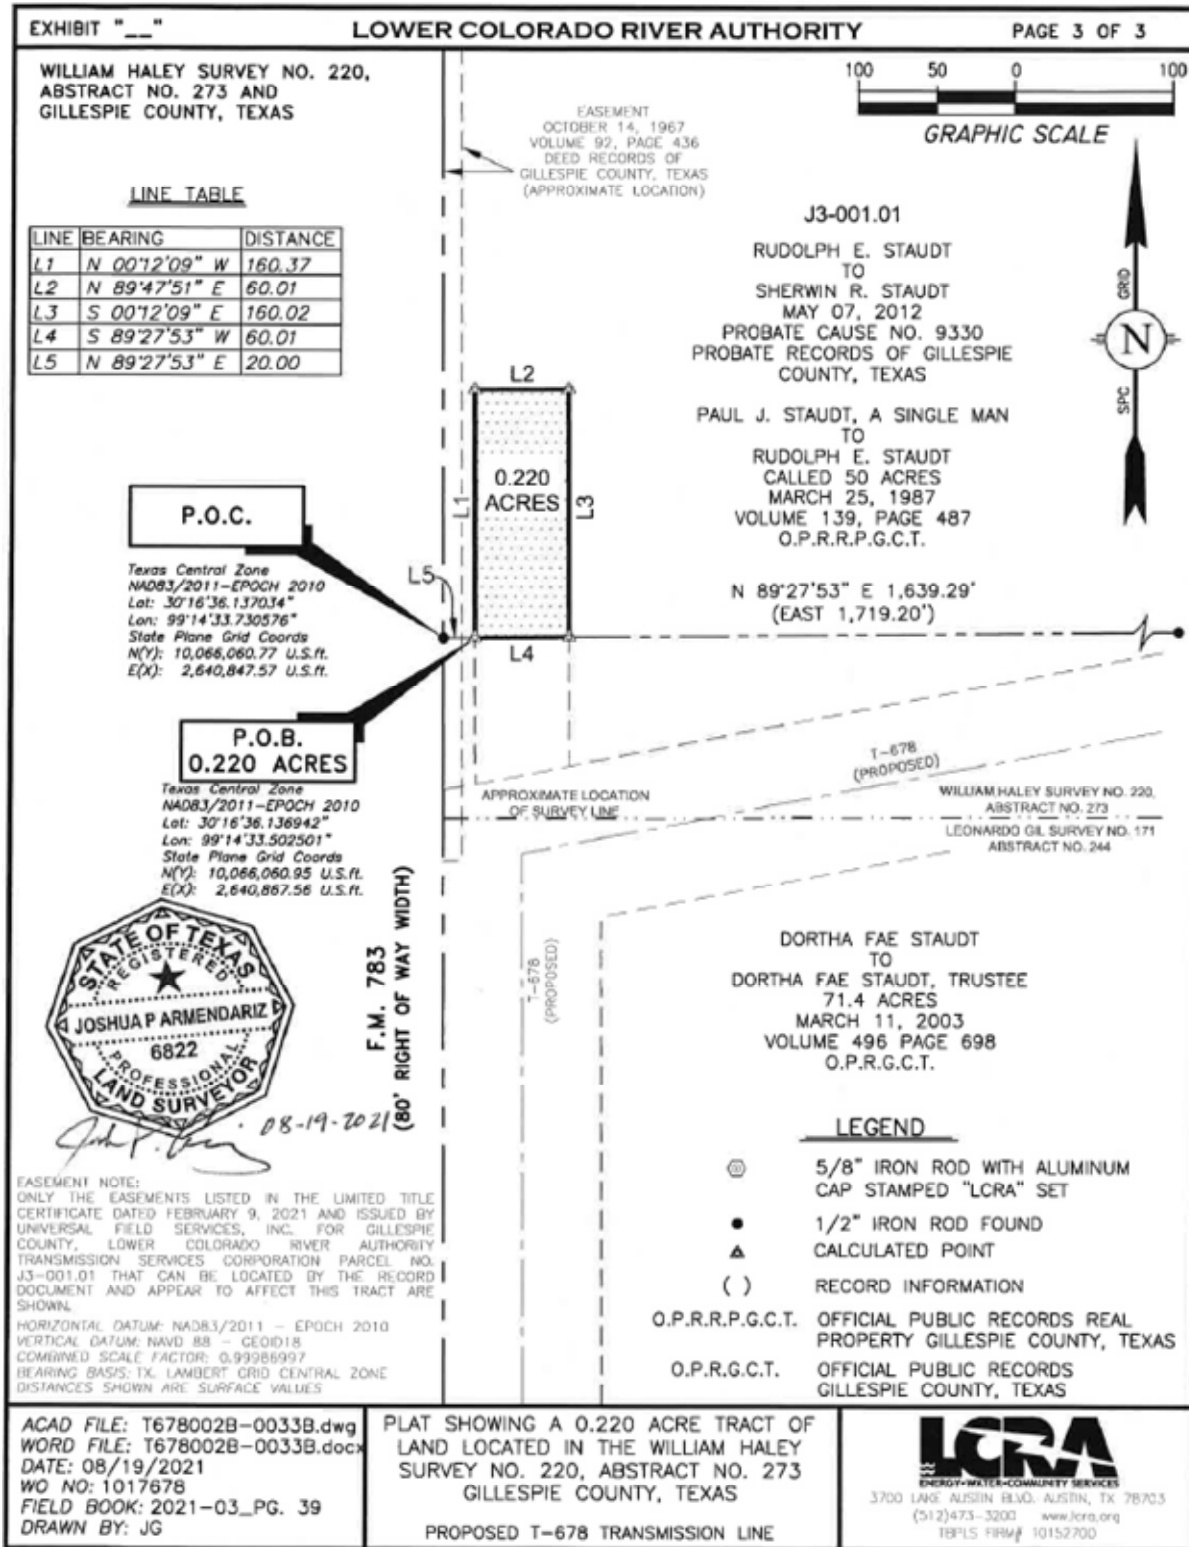 EXHIBIT "__"
LOWER COLORADO RIVER AUTHORITY
PAGE 3 OF 3
WILLIAM HALEY SURVEY NO. 220,
ABSTRACT NO. 273 AND
GILLESPIE COUNTY, TEXAS
100 50 0 100
GRAPHIC SCALE
EASEMENT
OCTOBER 14, 1967
VOLUME 92, PAGE 436
DEED RECORDS OF
GILLESPIE COUNTY, TEXAS
(APPROXIMATE LOCATION)
LINE TABLE
LINE BEARING DISTANCE
L1 N 00°12'09" W 160.37
L2 N 89°47'51" E 60.01
L3 S 00°12'09" E 160.02
L4 S 89°27'53" W 60.01
L5 N 89°27'53" E 20.00
J3-001.01
RUDOLPH E. STAUDT
TO
SHERWIN R. STAUDT
MAY 07, 2012
PROBATE CAUSE NO. 9330
PROBATE RECORDS OF GILLESPIE
COUNTY, TEXAS
GRID
N
SPC
PAUL J. STAUDT, A SINGLE MAN
TO
RUDOLPH E. STAUDT
CALLED 50 ACRES
MARCH 25, 1987
VOLUME 139, PAGE 487
O.P.R.R.P.G.C.T.
L2
L1
0.220
ACRES
L3
L5
L4
N 89°27'53" E 1,639.29'
(EAST 1,719.20')
P.O.C.
Texas Central Zone
NAD83/2011-EPOCH 2010
Lat: 30°16'36.137034"
Lon: 99°14'33.730576"
State Plane Grid Coords
N(Y): 10,066,060.77 U.S.ft.
E(X): 2,640,847.57 U.S.ft.
P.O.B.
0.220 ACRES
Texas Central Zone
NAD83/2011-EPOCH 2010
Lat: 30°16'36.136942"
Lon: 99°14'33.502501"
State Plane Grid Coords
N(Y): 10,066,060.95 U.S.ft.
E(X): 2,640,867.56 U.S.ft.
T-678
(PROPOSED)
APPROXIMATE LOCATION
OF SURVEY LINE
WILLIAM HALEY SURVEY NO. 220,
ABSTRACT NO. 273
LEONARDO GIL SURVEY NO. 171
ABSTRACT NO. 244
F.M. 783
(80' RIGHT OF WAY WIDTH)
T-678
(PROPOSED)
STATE OF TEXAS
REGISTERED
JOSHUA P ARMENDARIZ
6822
PROFESSIONAL
LAND SURVEYOR
08-19-2021
DORTHA FAE STAUDT
TO
DORTHA FAE STAUDT, TRUSTEE
71.4 ACRES
MARCH 11, 2003
VOLUME 496 PAGE 698
O.P.R.G.C.T.
LEGEND
5/8" IRON ROD WITH ALUMINUM
CAP STAMPED "LCRA" SET
1/2" IRON ROD FOUND
CALCULATED POINT
( ) RECORD INFORMATION
O.P.R.R.P.G.C.T. OFFICIAL PUBLIC RECORDS REAL
PROPERTY GILLESPIE COUNTY, TEXAS
O.P.R.G.C.T. OFFICIAL PUBLIC RECORDS
GILLESPIE COUNTY, TEXAS
EASEMENT NOTE:
ONLY THE EASEMENTS LISTED IN THE LIMITED TITLE
CERTIFICATE DATED FEBRUARY 9, 2021 AND ISSUED BY
UNIVERSAL FIELD SERVICES, INC. FOR GILLESPIE
COUNTY, LOWER COLORADO RIVER AUTHORITY
TRANSMISSION SERVICES CORPORATION PARCEL NO.
J3-001.01 THAT CAN BE LOCATED BY THE RECORD
DOCUMENT AND APPEAR TO AFFECT THIS TRACT ARE
SHOWN.
HORIZONTAL DATUM: NAD83/2011 - EPOCH 2010
VERTICAL DATUM: NAVD 88 - GEOID18
COMBINED SCALE FACTOR: 0.99986997
BEARING BASIS: TX. LAMBERT GRID CENTRAL ZONE
DISTANCES SHOWN ARE SURFACE VALUES
ACAD FILE: T678002B-0033B.dwg
WORD FILE: T678002B-0033B.docx
DATE: 08/19/2021
WO NO: 1017678
FIELD BOOK: 2021-03_PG. 39
DRAWN BY: JG
PLAT SHOWING A 0.220 ACRE TRACT OF
LAND LOCATED IN THE WILLIAM HALEY
SURVEY NO. 220, ABSTRACT NO. 273
GILLESPIE COUNTY, TEXAS
PROPOSED T-678 TRANSMISSION LINE
LCRA
ENERGY•WATER•COMMUNITY SERVICES
3700 LAKE AUSTIN BLVD. AUSTIN, TX 78703
(512)473-3200 www.lcra.org
TBPLS FIRM# 10152700